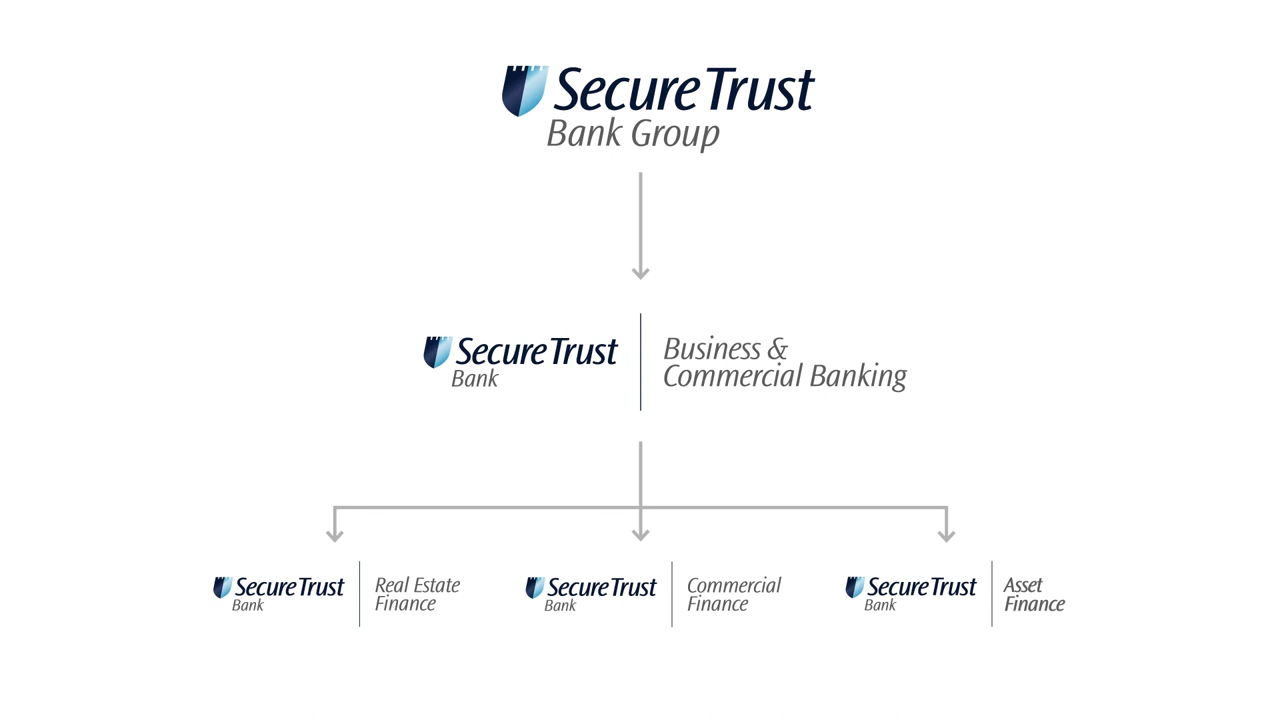 Secure Trust
Bank Group
Secure Trust
Bank
Business &
Commercial Banking
Secure Trust
Bank
Real Estate
Finance
Secure Trust
Bank
Commercial
Finance
Secure Trust
Bank
Asset
Finance